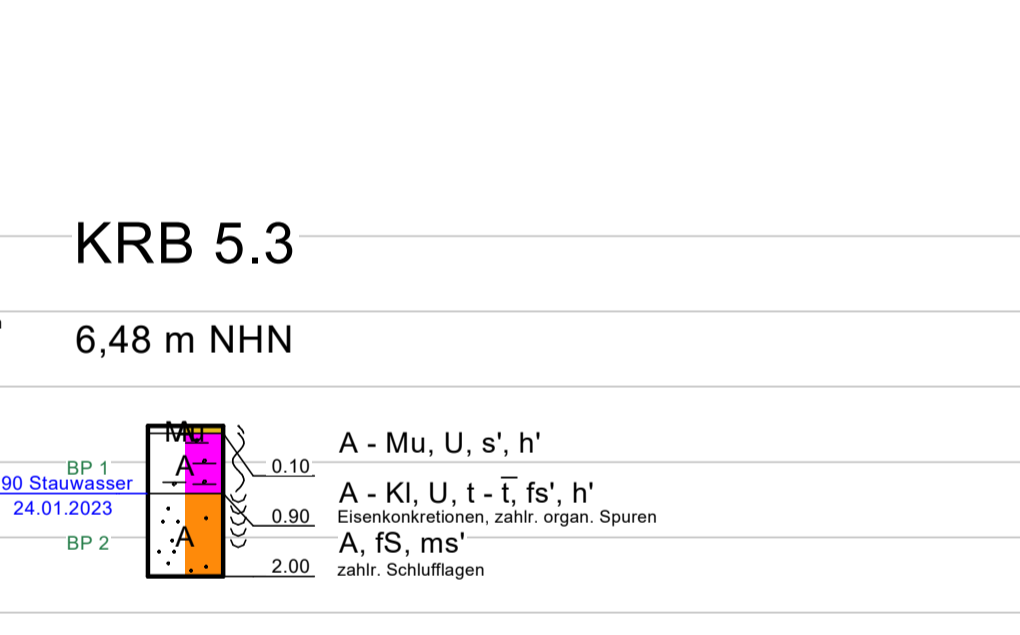 KRB 5.3
6,48 m NHN
Mu
A - Mu, U, s', h'
A
BP 1
0.10
90 Stauwasser
A - Kl, U, t - t̅, fs', h'
24.01.2023
0.90
Eisenkonkretionen, zahlr. organ. Spuren
A
BP 2
A, fS, ms'
2.00
zahlr. Schlufflagen